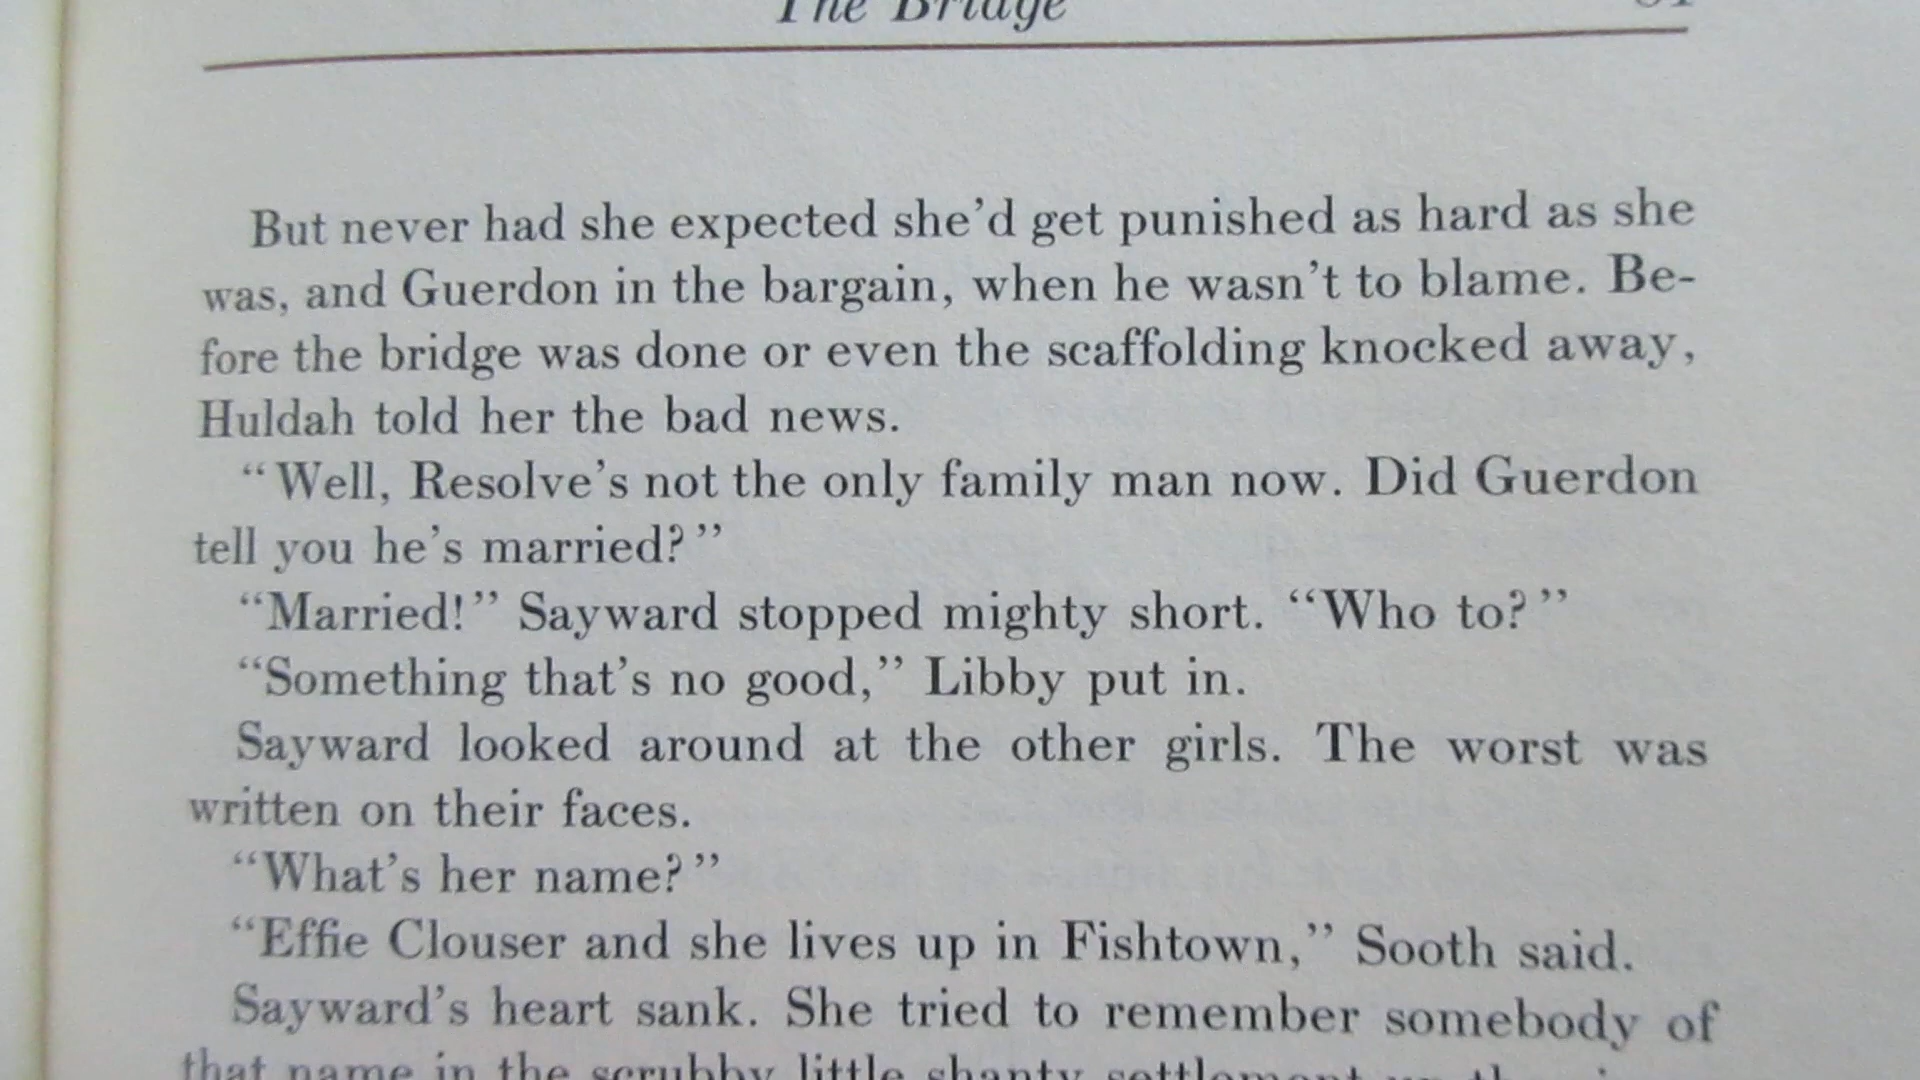 The Bridge
But never had she expected she'd get punished as hard as she
was, and Guerdon in the bargain, when he wasn't to blame. Be-
fore the bridge was done or even the scaffolding knocked away,
Huldah told her the bad news.
“Well, Resolve's not the only family man now. Did Guerdon
tell you he's married?”
“Married!” Sayward stopped mighty short. “Who to?”
“Something that's no good,” Libby put in.
Sayward looked around at the other girls. The worst was
written on their faces.
“What's her name?”
“Effie Clouser and she lives up in Fishtown,” Sooth said.
Sayward's heart sank. She tried to remember somebody of
that name in the scrubby little shanty settlement up the